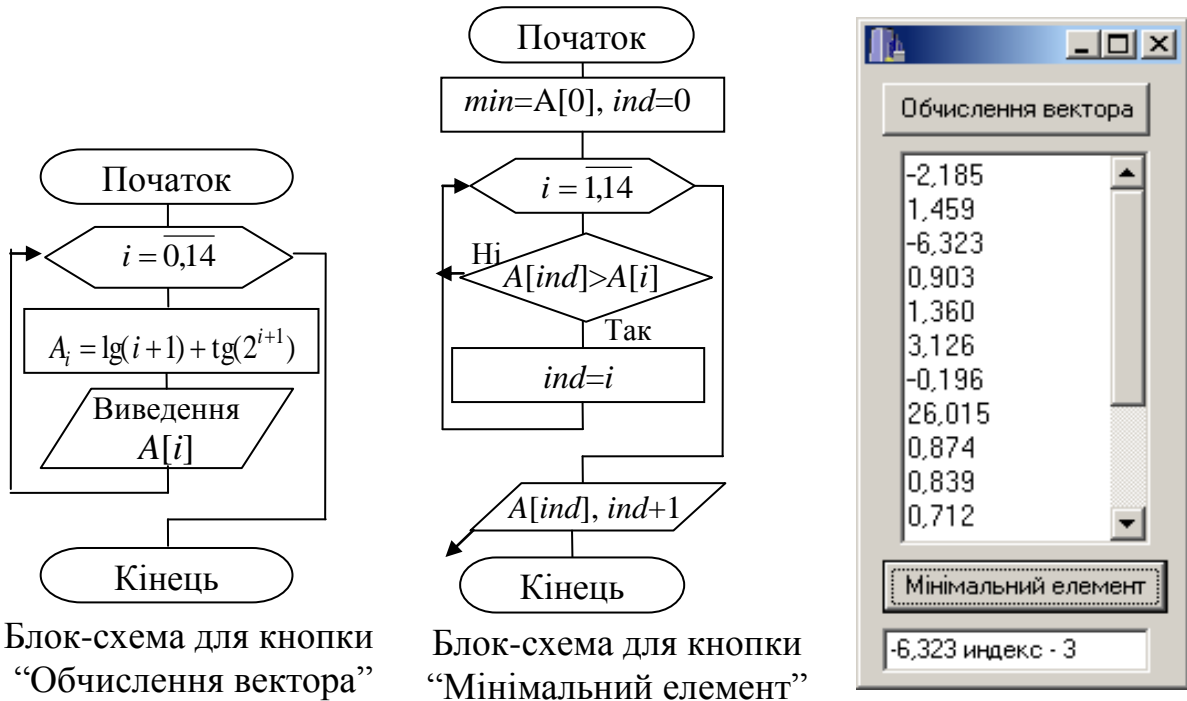 Початок
i = 0,14
A_i = lg(i+1) + tg(2^{i+1})
Виведення
A[i]
Кінець
Блок-схема для кнопки
“Обчислення вектора”
Початок
min=A[0], ind=0
i = 1,14
Ні
A[ind]>A[i]
Так
ind=i
A[ind], ind+1
Кінець
Блок-схема для кнопки
“Мінімальний елемент”
Обчислення вектора
-2,185
1,459
-6,323
0,903
1,360
3,126
-0,196
26,015
0,874
0,839
0,712
Мінімальний елемент
-6,323 индекс - 3